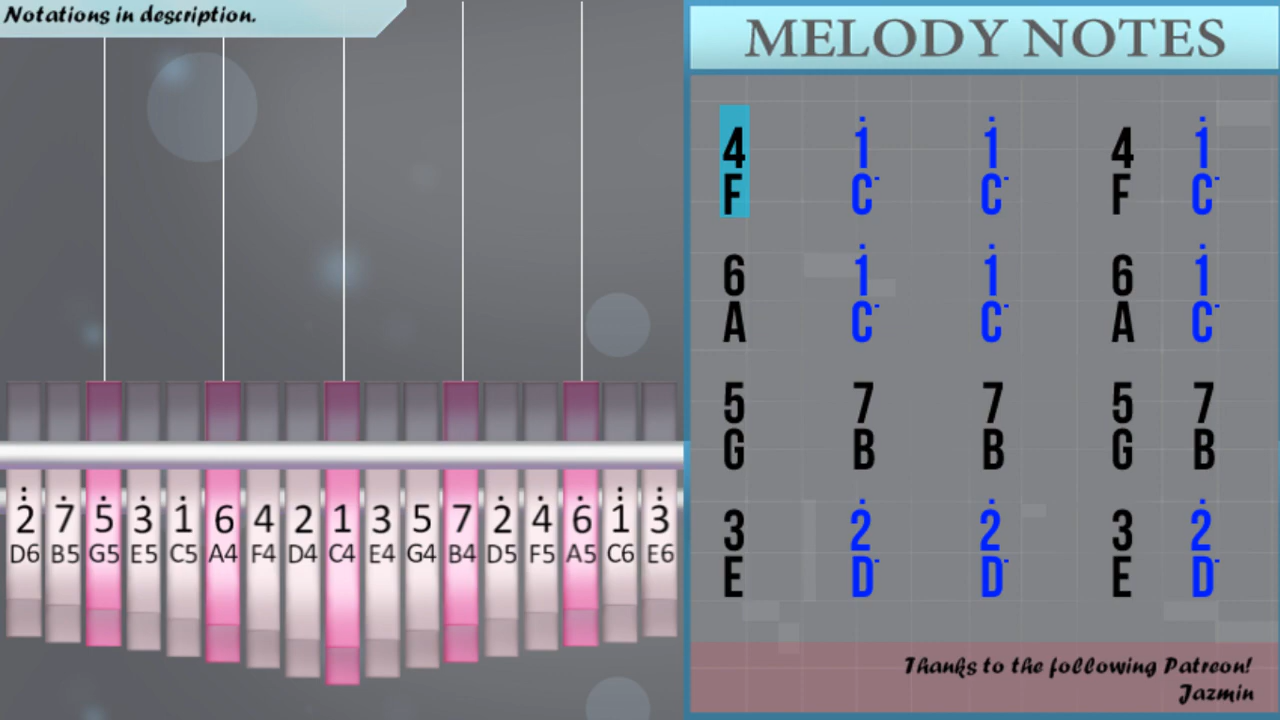 Notations in description.
MELODY NOTES
4 1̇ 1̇ 4 1̇
F C˙ C˙ F C˙
6 1̇ 1̇ 6 1̇
A C˙ C˙ A C˙
5 7 7 5 7
G B B G B
3 2̇ 2̇ 3 2̇
E D˙ D˙ E D˙
2̈ 7̇ 5̇ 3̇ 1̇ 6 4 2 1 3 5 7 2̇ 4̇ 6̇ 1̈ 3̈
D6 B5 G5 E5 C5 A4 F4 D4 C4 E4 G4 B4 D5 F5 A5 C6 E6
Thanks to the following Patreon!
Jazmin